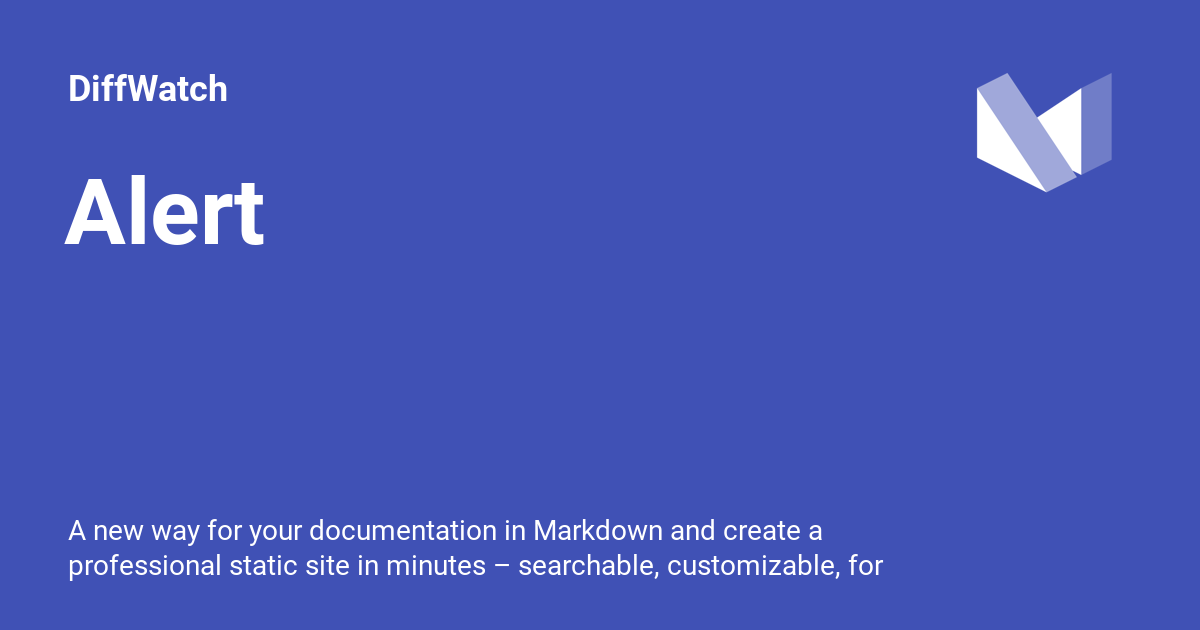 DiffWatch
Alert
A new way for your documentation in Markdown and create a
professional static site in minutes – searchable, customizable, for